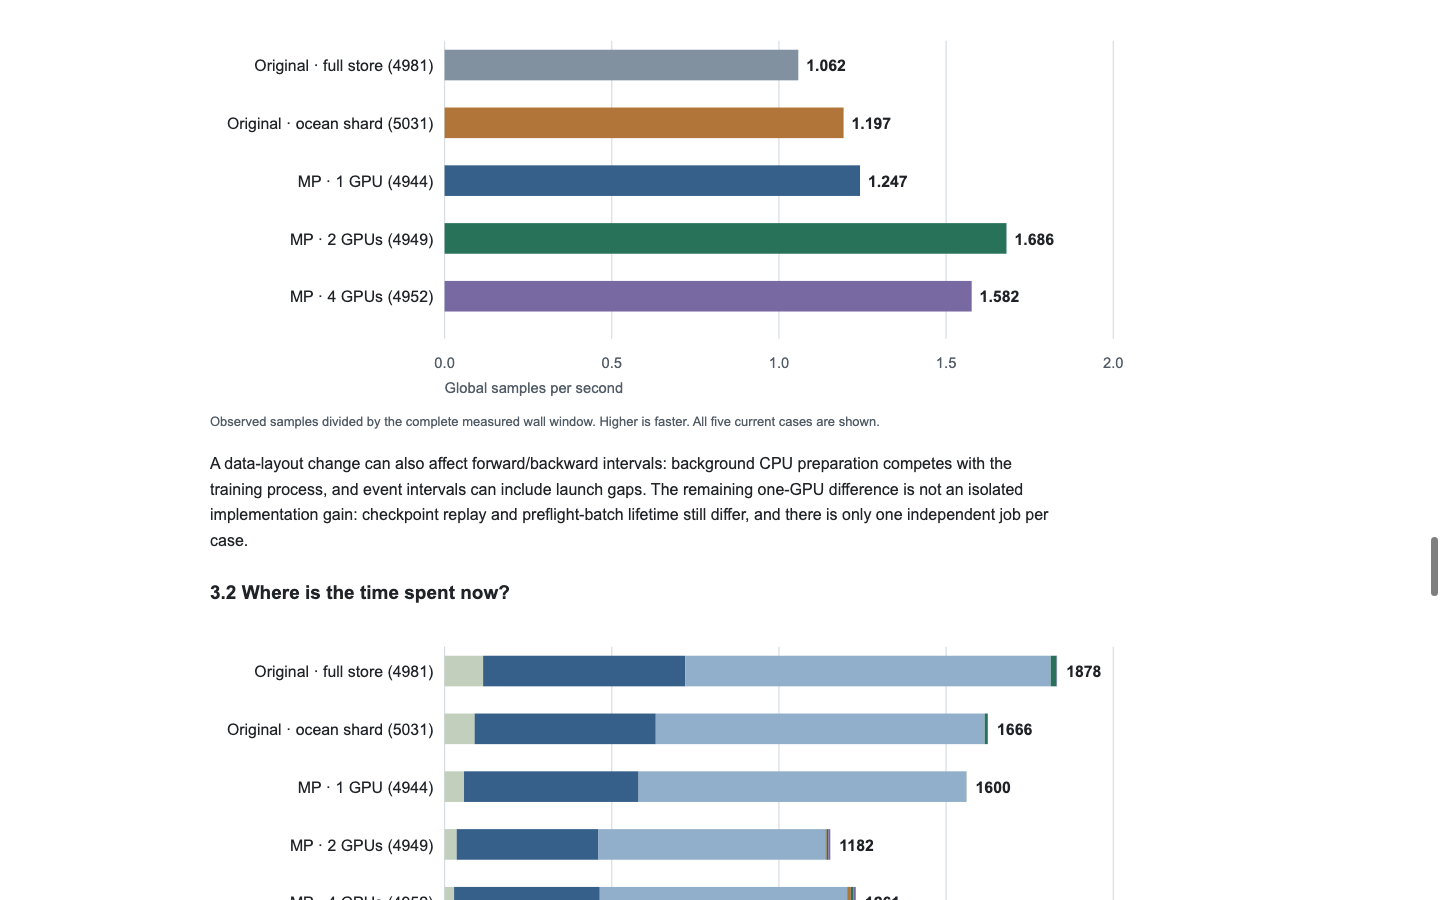 Original · full store (4981) 1.062
Original · ocean shard (5031) 1.197
MP · 1 GPU (4944) 1.247
MP · 2 GPUs (4949) 1.686
MP · 4 GPUs (4952) 1.582
0.0 0.5 1.0 1.5 2.0
Global samples per second
Observed samples divided by the complete measured wall window. Higher is faster. All five current cases are shown.
A data-layout change can also affect forward/backward intervals: background CPU preparation competes with the
training process, and event intervals can include launch gaps. The remaining one-GPU difference is not an isolated
implementation gain: checkpoint replay and preflight-batch lifetime still differ, and there is only one independent job per
case.
3.2 Where is the time spent now?
Original · full store (4981) 1878
Original · ocean shard (5031) 1666
MP · 1 GPU (4944) 1600
MP · 2 GPUs (4949) 1182
MP · 4 GPUs (4952)